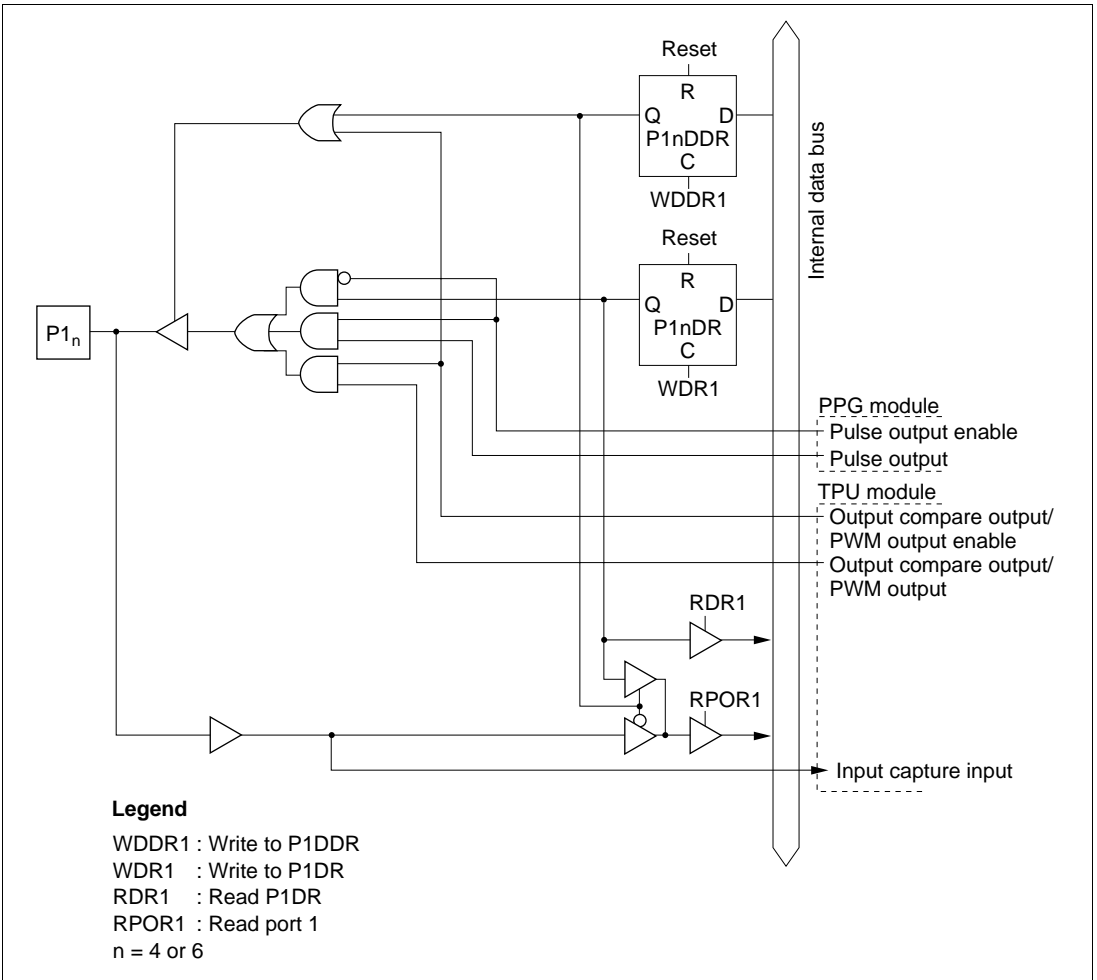 Reset
R
Q D
P1nDDR
C
WDDR1
Internal data bus
Reset
R
Q D
P1nDR
C
WDR1
P1n
PPG module
Pulse output enable
Pulse output
TPU module
Output compare output/
PWM output enable
Output compare output/
PWM output
RDR1
RPOR1
Input capture input
Legend
WDDR1 : Write to P1DDR
WDR1 : Write to P1DR
RDR1 : Read P1DR
RPOR1 : Read port 1
n = 4 or 6